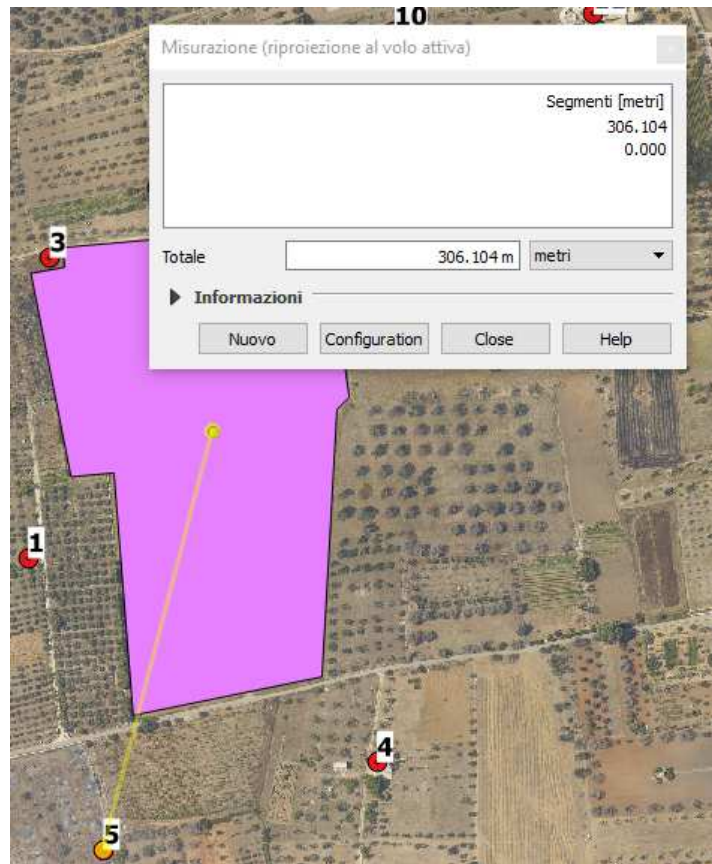 10
Misurazione (riproiezione al volo attiva)
Segmenti [metri]
306.104
0.000
Totale
306.104 m
metri
Informazioni
Nuovo
Configuration
Close
Help
3
1
4
5